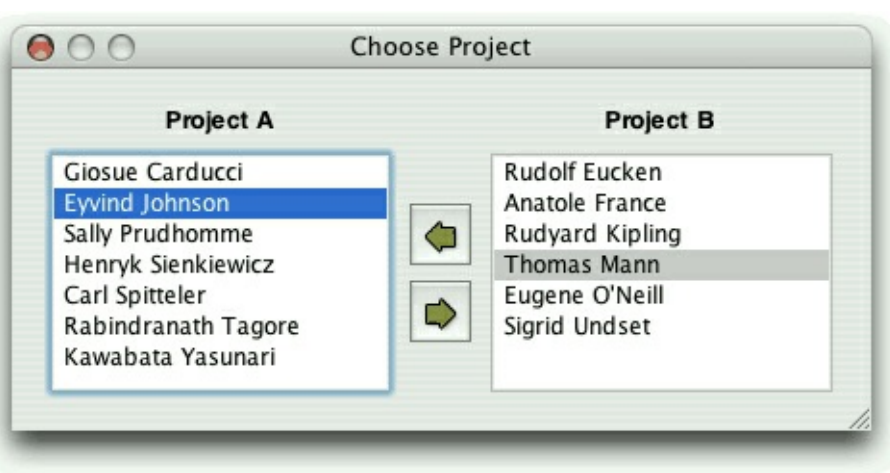 Choose Project
Project A
Giosue Carducci
Eyvind Johnson
Sally Prudhomme
Henryk Sienkiewicz
Carl Spitteler
Rabindranath Tagore
Kawabata Yasunari
Project B
Rudolf Eucken
Anatole France
Rudyard Kipling
Thomas Mann
Eugene O'Neill
Sigrid Undset